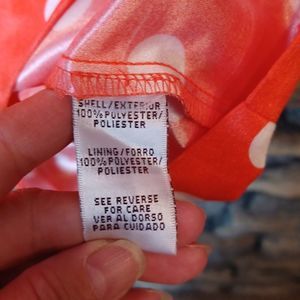 SHELL/EXTERIOR
100% POLYESTER/
POLIESTER
LINING/FORRO
100% POLYESTER/
POLIESTER
SEE REVERSE
FOR CARE
VER AL DORSO
PARA CUIDADO